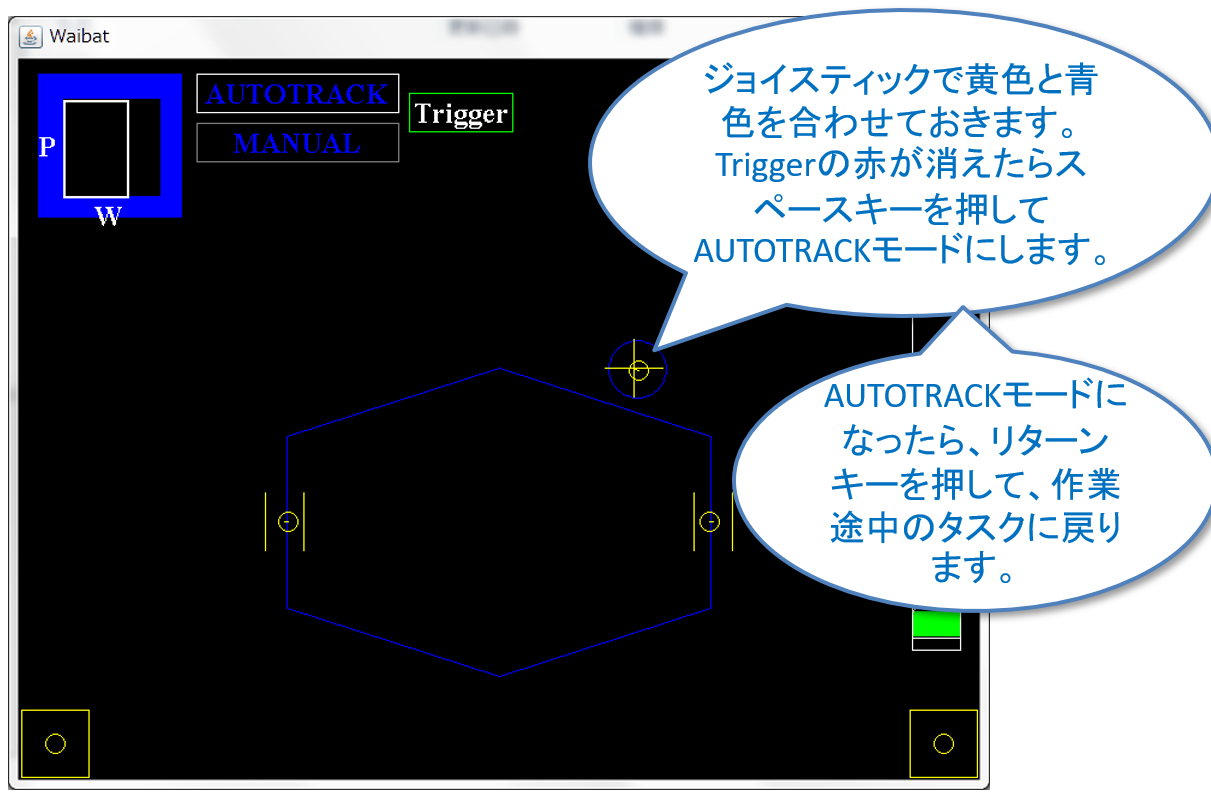 Waibat
AUTOTRACK
MANUAL
Trigger
P
W
ジョイスティックで黄色と青
色を合わせておきます。
Triggerの赤が消えたらス
ペースキーを押して
AUTOTRACKモードにします。
AUTOTRACKモードに
なったら、リターン
キーを押して、作業
途中のタスクに戻り
ます。